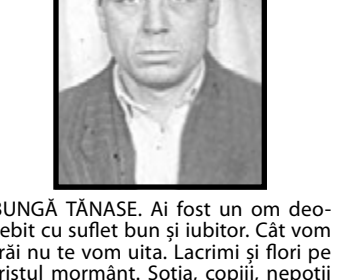 BUNGĂ TĂNASE. Ai fost un om deo-
ebit cu suflet bun și iubitor. Cât vom
răi nu te vom uita. Lacrimi și flori pe
ristul mormânt. Soția, copiii, nepoții